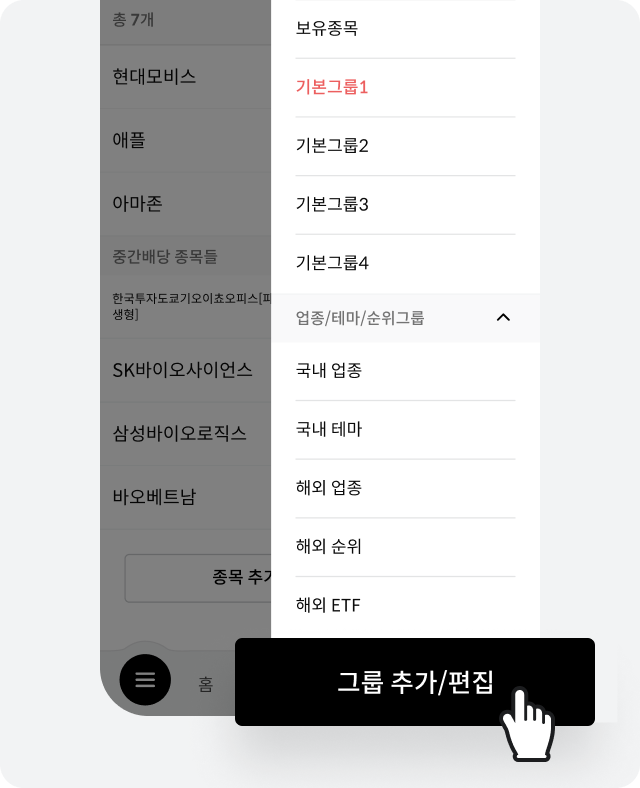 총 7개
현대모비스
애플
아마존
중간배당 종목들
한국투자도쿄기오이쵸오피스[파
생형]
SK바이오사이언스
삼성바이오로직스
바오베트남
종목 추가
홈
보유종목
기본그룹1
기본그룹2
기본그룹3
기본그룹4
업종/테마/순위그룹
국내 업종
국내 테마
해외 업종
해외 순위
해외 ETF
그룹 추가/편집